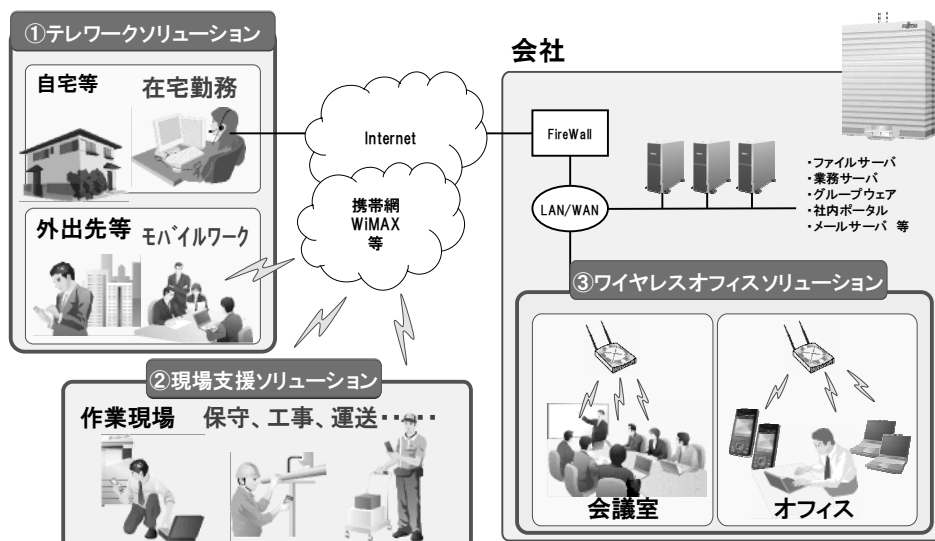 ①テレワークソリューション
自宅等
在宅勤務
外出先等
モバイルワーク
Internet
携帯網
WiMAX
等
会社
FUJITSU
FireWall
LAN/WAN
・ファイルサーバ
・業務サーバ
・グループウェア
・社内ポータル
・メールサーバ 等
②現場支援ソリューション
作業現場
保守、工事、運送・・・・
③ワイヤレスオフィスソリューション
会議室
オフィス